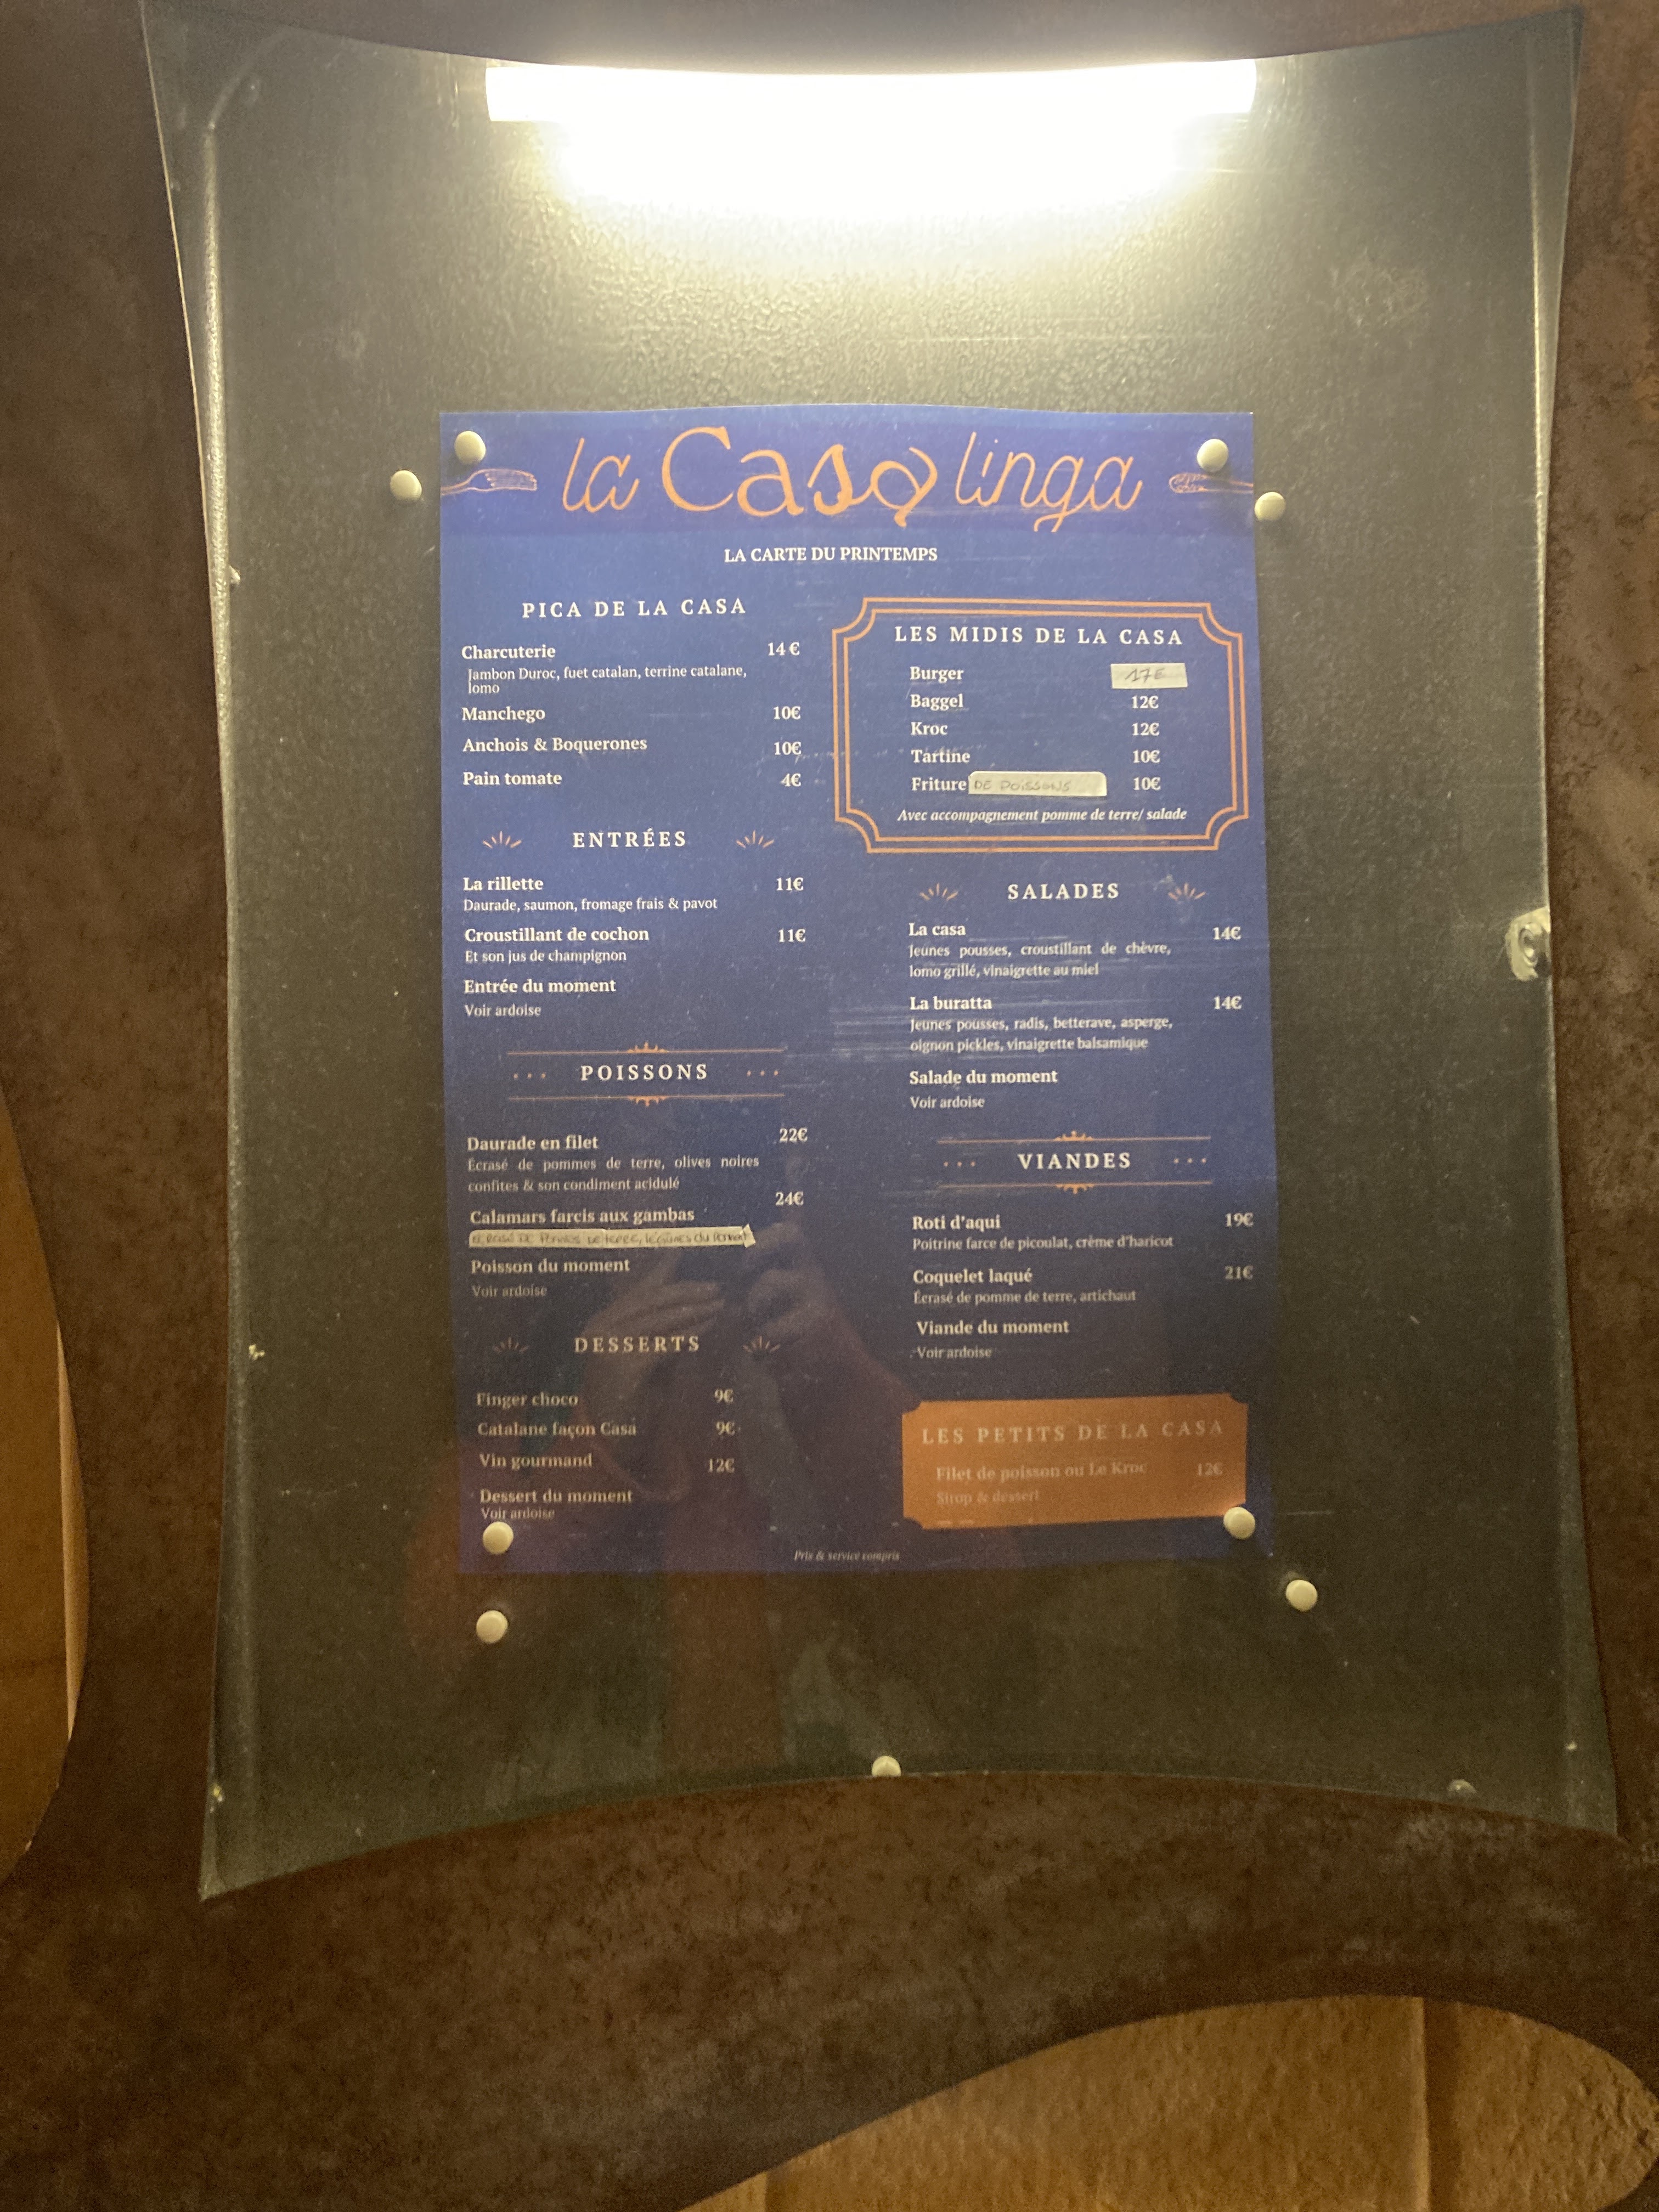 la Casa linga
LA CARTE DU PRINTEMPS
PICA DE LA CASA
Charcuterie 14 €
Jambon Duroc, fuet catalan, terrine catalane,
lomo
Manchego 10€
Anchois & Boquerones 10€
Pain tomate 4€
ENTRÉES
La rillette 11€
Daurade, saumon, fromage frais & pavot
Croustillant de cochon 11€
Et son jus de champignon
Entrée du moment
Voir ardoise
POISSONS
Daurade en filet 22€
Écrasé de pommes de terre, olives noires
confites & son condiment acidulé
Calamars farcis aux gambas 24€
ECRASÉ DE POMMES DE TERRE, LEGUMES DU MOMENT
Poisson du moment
Voir ardoise
DESSERTS
Finger choco 9€
Catalane façon Casa 9€
Vin gourmand 12€
Dessert du moment
Voir ardoise
LES MIDIS DE LA CASA
Burger 17€
Baggel 12€
Kroc 12€
Tartine 10€
Friture DE POISSONS 10€
Avec accompagnement pomme de terre/ salade
SALADES
La casa 14€
Jeunes pousses, croustillant de chèvre,
lomo grillé, vinaigrette au miel
La buratta 14€
Jeunes pousses, radis, betterave, asperge,
oignon pickles, vinaigrette balsamique
Salade du moment
Voir ardoise
VIANDES
Roti d'aqui 19€
Poitrine farce de picoulat, crème d'haricot
Coquelet laqué 21€
Écrasé de pomme de terre, artichaut
Viande du moment
Voir ardoise
LES PETITS DE LA CASA
Filet de poisson ou Le Kroc 12€
Sirop & dessert
Prix & service compris